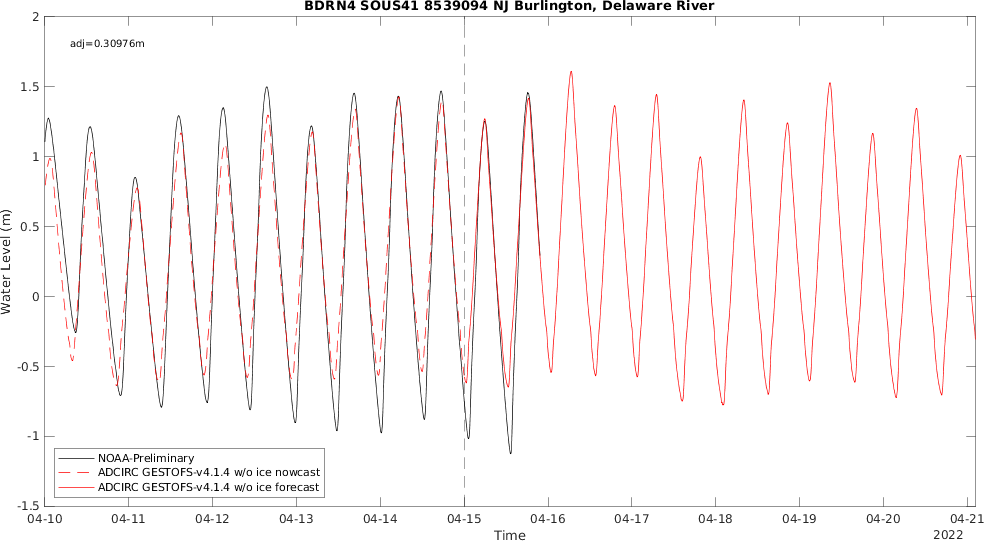 BDRN4 SOUS41 8539094 NJ Burlington, Delaware River
adj=0.30976m
2
1.5
1
0.5
0
-0.5
-1
-1.5
Water Level (m)
NOAA-Preliminary
ADCIRC GESTOFS-v4.1.4 w/o ice nowcast
ADCIRC GESTOFS-v4.1.4 w/o ice forecast
04-10 04-11 04-12 04-13 04-14 04-15 04-16 04-17 04-18 04-19 04-20 04-21
Time
2022